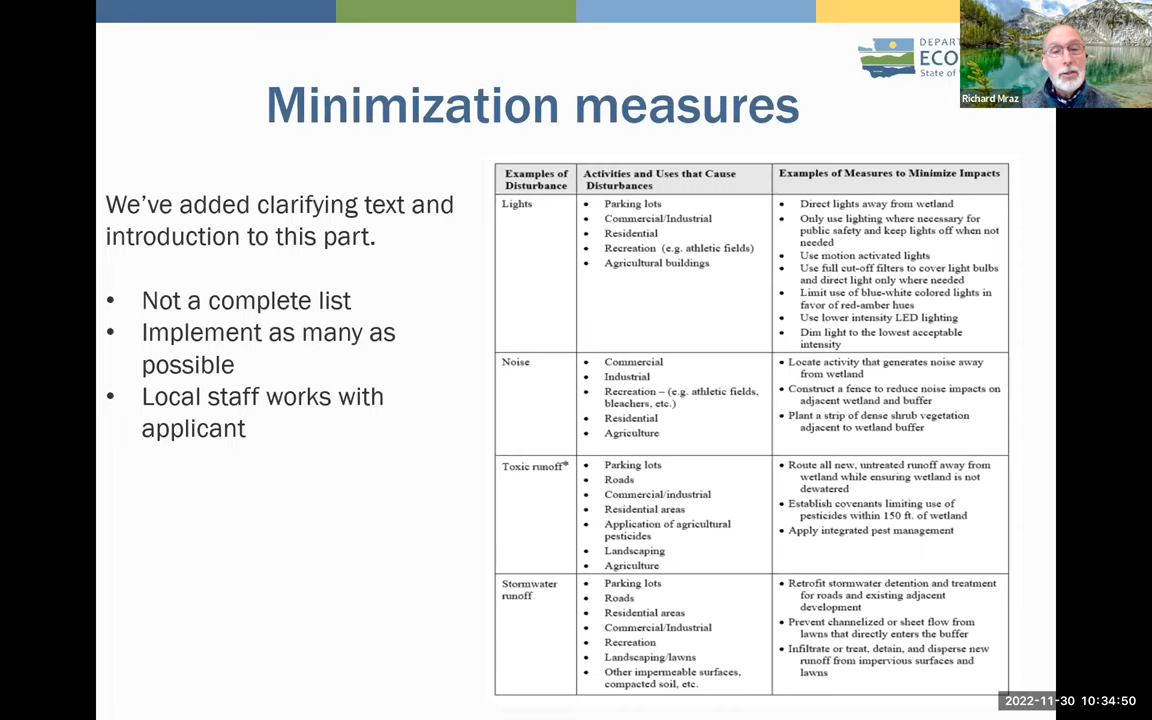 DEPAR
ECO
State of
Richard Mraz
Minimization measures
We've added clarifying text and
introduction to this part.
• Not a complete list
• Implement as many as
possible
• Local staff works with
applicant
Examples of
Disturbance
Activities and Uses that Cause
Disturbances
Examples of Measures to Minimize Impacts
Lights
• Parking lots
• Commercial/Industrial
• Residential
• Recreation (e.g. athletic fields)
• Agricultural buildings
• Direct lights away from wetland
• Only use lighting where necessary for
public safety and keep lights off when not
needed
• Use motion activated lights
• Use full cut-off filters to cover light bulbs
and direct light only where needed
• Limit use of blue-white colored lights in
favor of red-amber hues
• Use lower intensity LED lighting
• Dim light to the lowest acceptable
intensity
Noise
• Commercial
• Industrial
• Recreation – (e.g. athletic fields,
bleachers, etc.)
• Residential
• Agriculture
• Locate activity that generates noise away
from wetland
• Construct a fence to reduce noise impacts on
adjacent wetland and buffer
• Plant a strip of dense shrub vegetation
adjacent to wetland buffer
Toxic runoff*
• Parking lots
• Roads
• Commercial/industrial
• Residential areas
• Application of agricultural
pesticides
• Landscaping
• Agriculture
• Route all new, untreated runoff away from
wetland while ensuring wetland is not
dewatered
• Establish covenants limiting use of
pesticides within 150 ft. of wetland
• Apply integrated pest management
Stormwater
runoff
• Parking lots
• Roads
• Residential areas
• Commercial/Industrial
• Recreation
• Landscaping/lawns
• Other impermeable surfaces,
compacted soil, etc.
• Retrofit stormwater detention and treatment
for roads and existing adjacent
development
• Prevent channelized or sheet flow from
lawns that directly enters the buffer
• Infiltrate or treat, detain, and disperse new
runoff from impervious surfaces and
lawns
2022-11-30 10:34:50